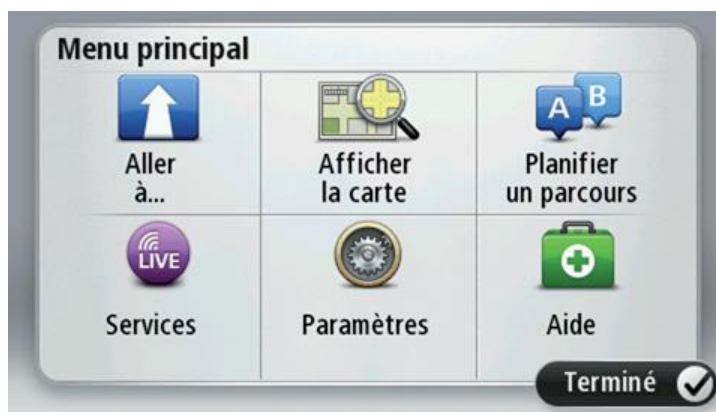 Menu principal
Aller
à...
Afficher
la carte
A B
Planifier
un parcours
LIVE
Services
Paramètres
Aide
Terminé